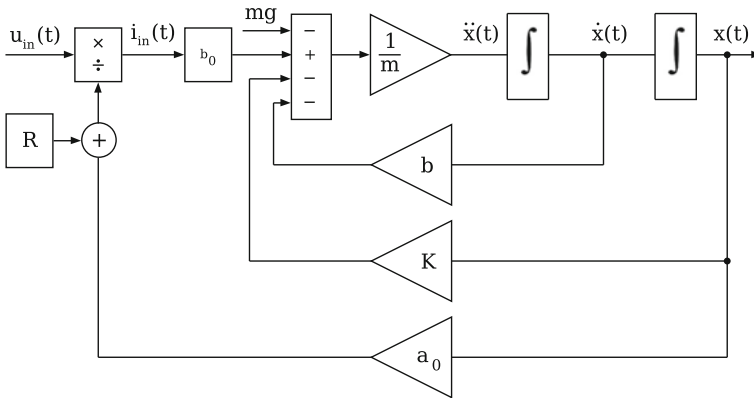 mg
u_in(t)
i_in(t)
×
÷
b_0
−
+
−
−
1
m
ẍ(t)
∫
ẋ(t)
∫
x(t)
R
+
b
K
a_0